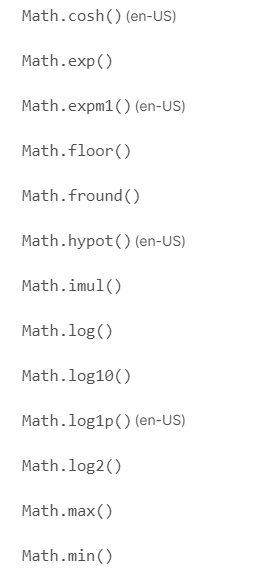 Math.cosh() (en-US)
Math.exp()
Math.expm1() (en-US)
Math.floor()
Math.fround()
Math.hypot() (en-US)
Math.imul()
Math.log()
Math.log10()
Math.log1p() (en-US)
Math.log2()
Math.max()
Math.min()